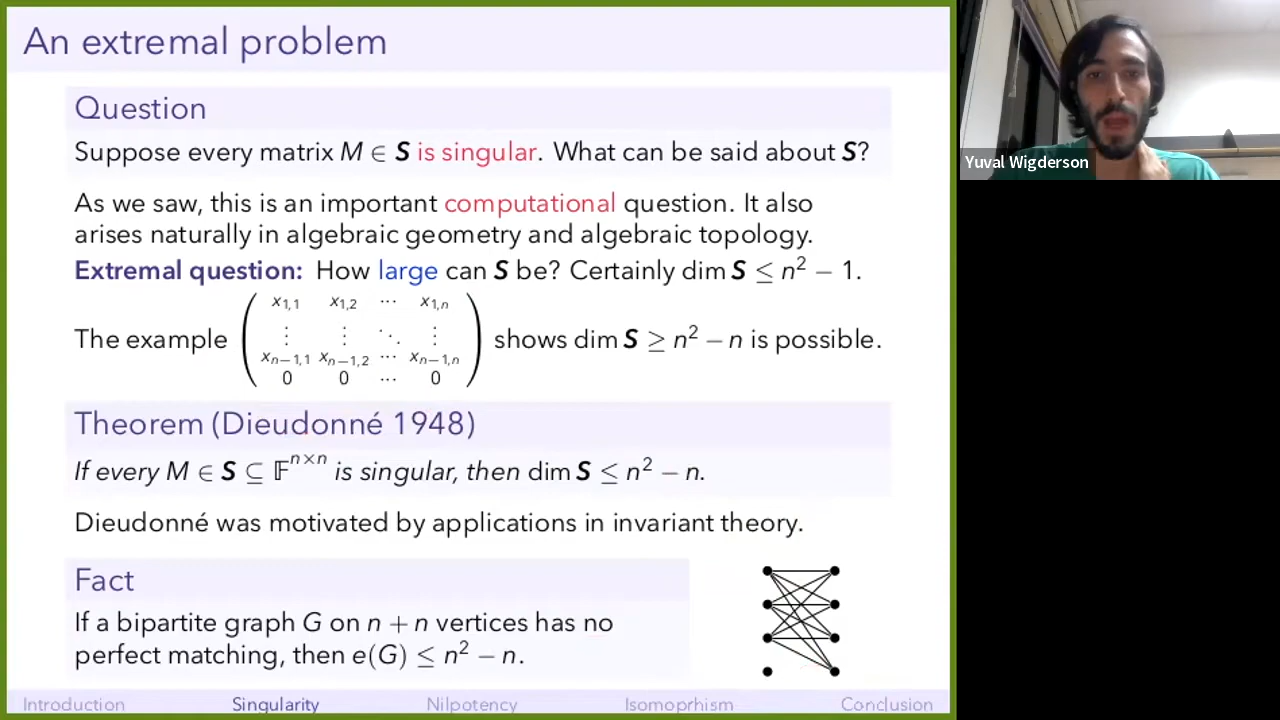 An extremal problem
Question
Suppose every matrix M ∈ S is singular. What can be said about S?
As we saw, this is an important computational question. It also
arises naturally in algebraic geometry and algebraic topology.
Extremal question: How large can S be? Certainly dim S ≤ n² − 1.
x₁,₁ x₁,₂ ⋯ x₁,ₙ
⋮ ⋮ ⋱ ⋮
The example shows dim S ≥ n² − n is possible.
xₙ₋₁,₁ xₙ₋₁,₂ ⋯ xₙ₋₁,ₙ
0 0 ⋯ 0
Theorem (Dieudonné 1948)
If every M ∈ S ⊆ 𝔽ⁿˣⁿ is singular, then dim S ≤ n² − n.
Dieudonné was motivated by applications in invariant theory.
Fact
If a bipartite graph G on n + n vertices has no
perfect matching, then e(G) ≤ n² − n.
Introduction Singularity Nilpotency Isomoprhism Conclusion
Yuval Wigderson